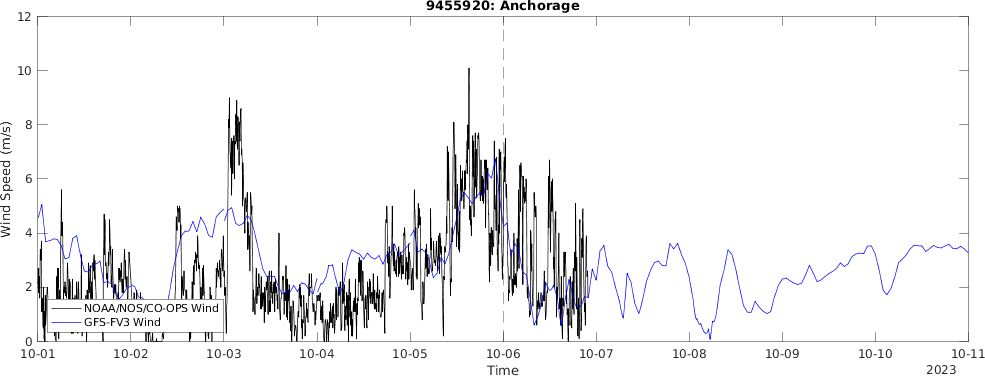 9455920: Anchorage
12
10
8
6
4
2
0
Wind Speed (m/s)
NOAA/NOS/CO-OPS Wind
GFS-FV3 Wind
10-01 10-02 10-03 10-04 10-05 10-06 10-07 10-08 10-09 10-10 10-11
Time
2023